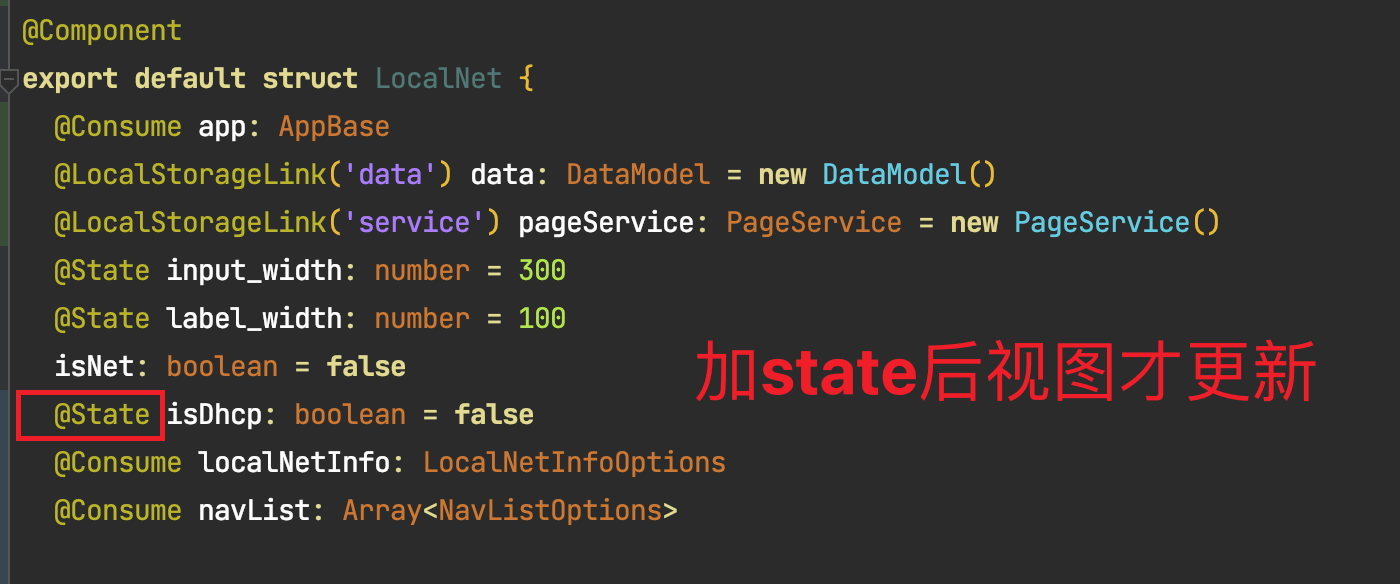 @Component
export default struct LocalNet {
@Consume app: AppBase
@LocalStorageLink('data') data: DataModel = new DataModel()
@LocalStorageLink('service') pageService: PageService = new PageService()
@State input_width: number = 300
@State label_width: number = 100
isNet: boolean = false
加state后视图才更新
@State isDhcp: boolean = false
@Consume localNetInfo: LocalNetInfoOptions
@Consume navList: Array<NavListOptions>